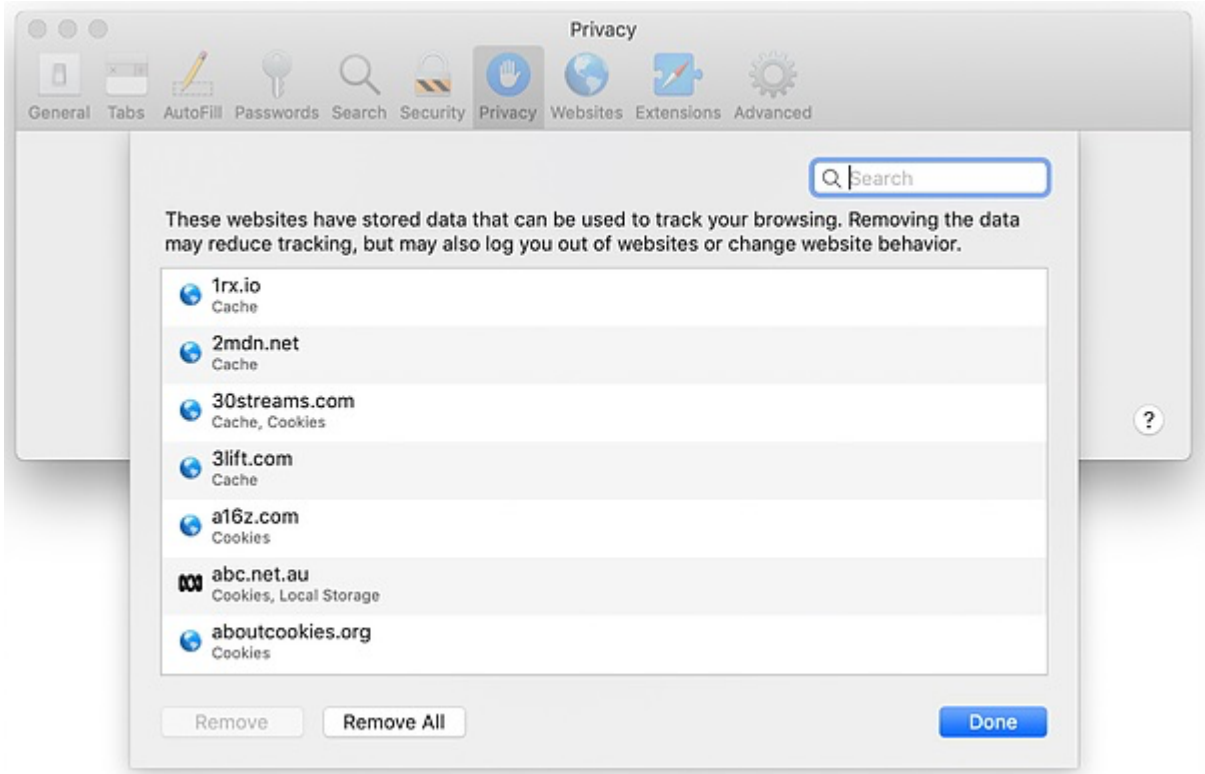 Privacy
General Tabs AutoFill Passwords Search Security Privacy Websites Extensions Advanced
Search
These websites have stored data that can be used to track your browsing. Removing the data
may reduce tracking, but may also log you out of websites or change website behavior.
1rx.io
Cache
2mdn.net
Cache
30streams.com
Cache, Cookies
3lift.com
Cache
a16z.com
Cookies
abc.net.au
Cookies, Local Storage
aboutcookies.org
Cookies
?
Remove Remove All Done